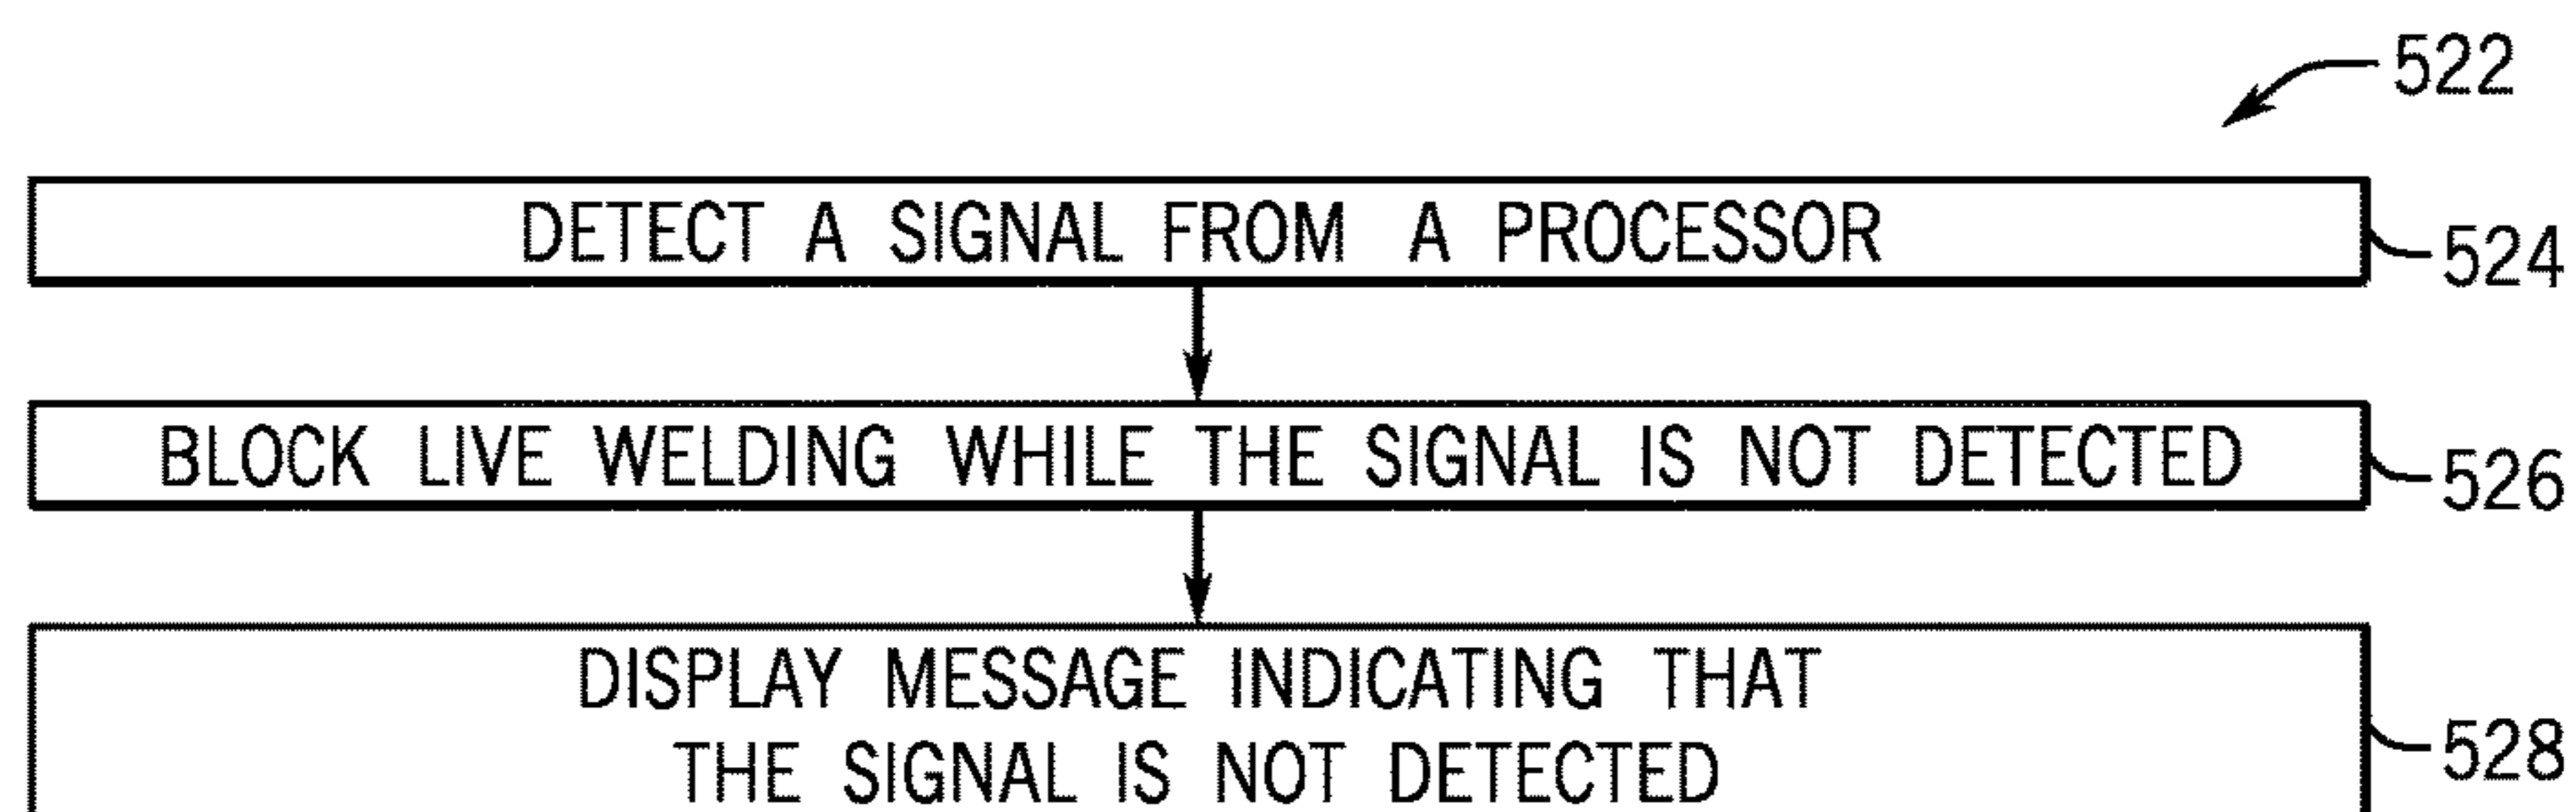 522
DETECT A SIGNAL FROM A PROCESSOR
524
BLOCK LIVE WELDING WHILE THE SIGNAL IS NOT DETECTED
526
DISPLAY MESSAGE INDICATING THAT
THE SIGNAL IS NOT DETECTED
528